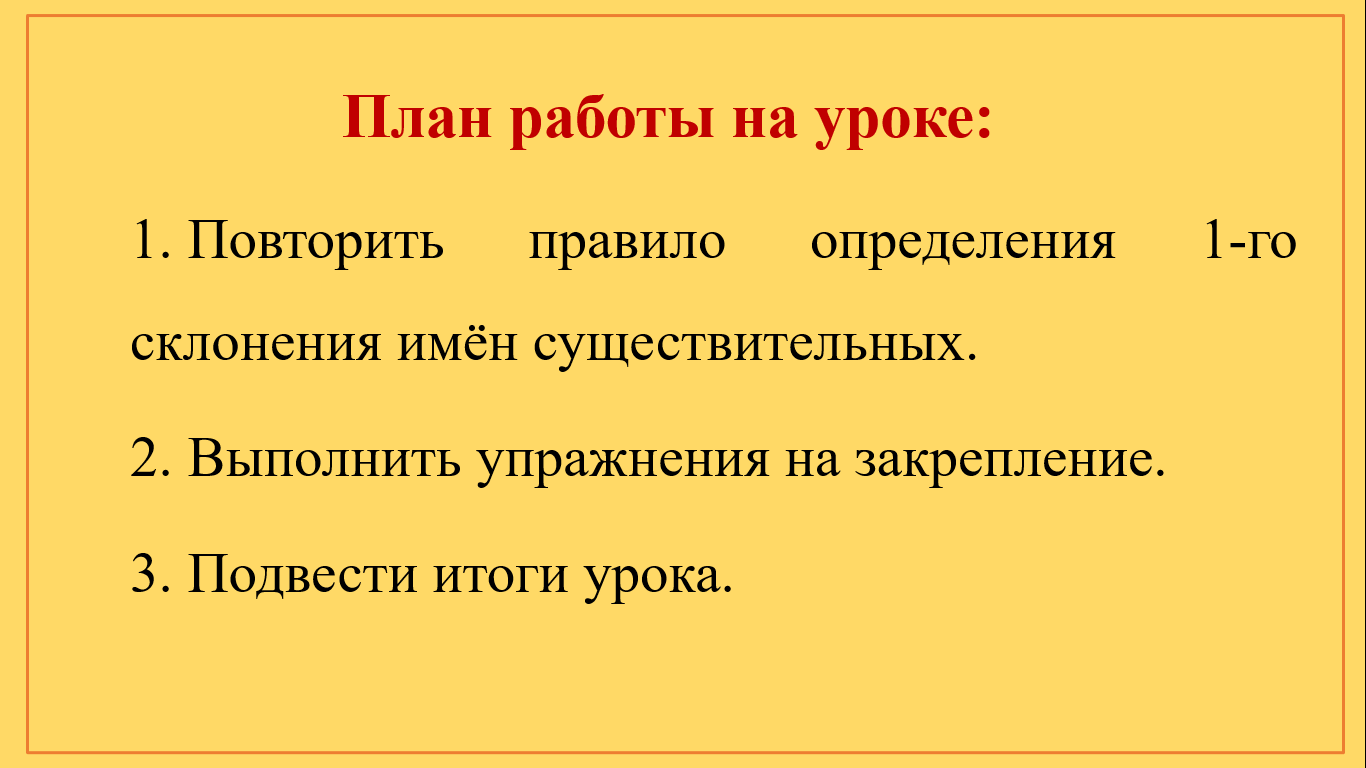 План работы на уроке:
1. Повторить правило определения 1-го
склонения имён существительных.
2. Выполнить упражнения на закрепление.
3. Подвести итоги урока.